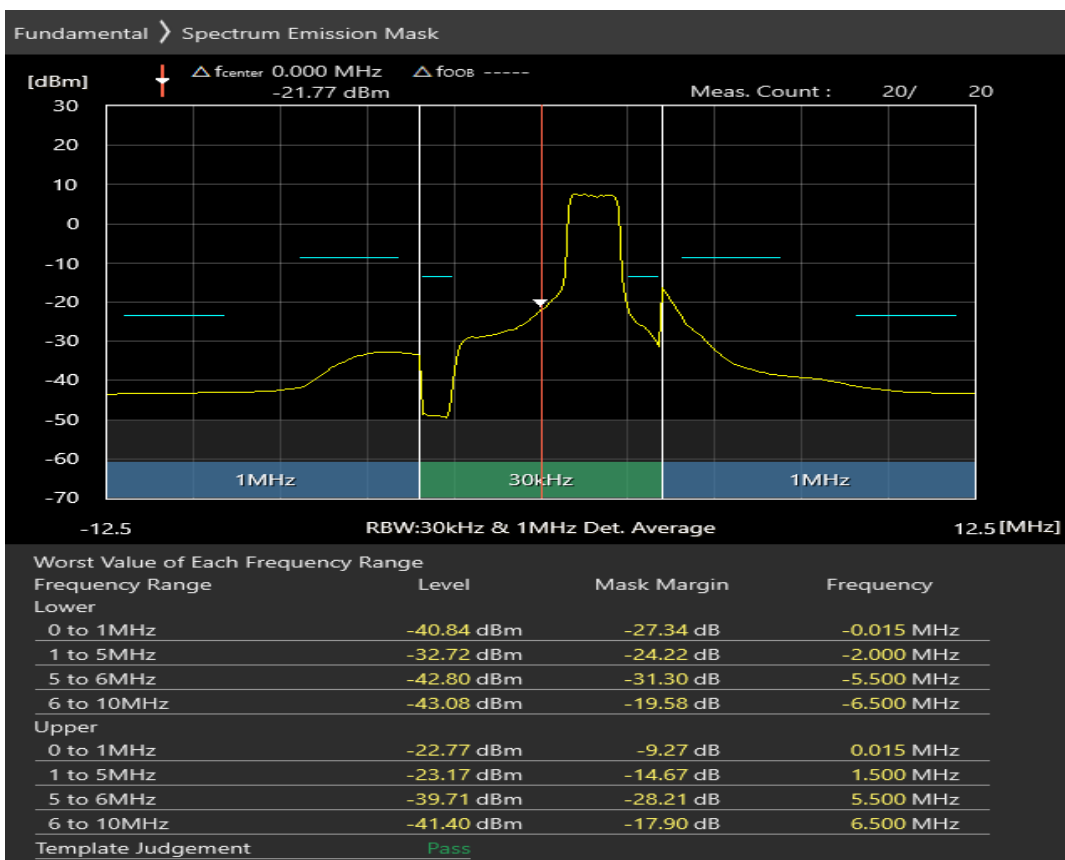 Fundamental ❯ Spectrum Emission Mask
[dBm] △ fcenter 0.000 MHz △ fOOB -----
-21.77 dBm Meas. Count : 20/ 20
30
20
10
0
-10
-20
-30
-40
-50
-60
-70
1MHz 30kHz 1MHz
-12.5 RBW:30kHz & 1MHz Det. Average 12.5 [MHz]
Worst Value of Each Frequency Range
Frequency Range Level Mask Margin Frequency
Lower
0 to 1MHz -40.84 dBm -27.34 dB -0.015 MHz
1 to 5MHz -32.72 dBm -24.22 dB -2.000 MHz
5 to 6MHz -42.80 dBm -31.30 dB -5.500 MHz
6 to 10MHz -43.08 dBm -19.58 dB -6.500 MHz
Upper
0 to 1MHz -22.77 dBm -9.27 dB 0.015 MHz
1 to 5MHz -23.17 dBm -14.67 dB 1.500 MHz
5 to 6MHz -39.71 dBm -28.21 dB 5.500 MHz
6 to 10MHz -41.40 dBm -17.90 dB 6.500 MHz
Template Judgement Pass